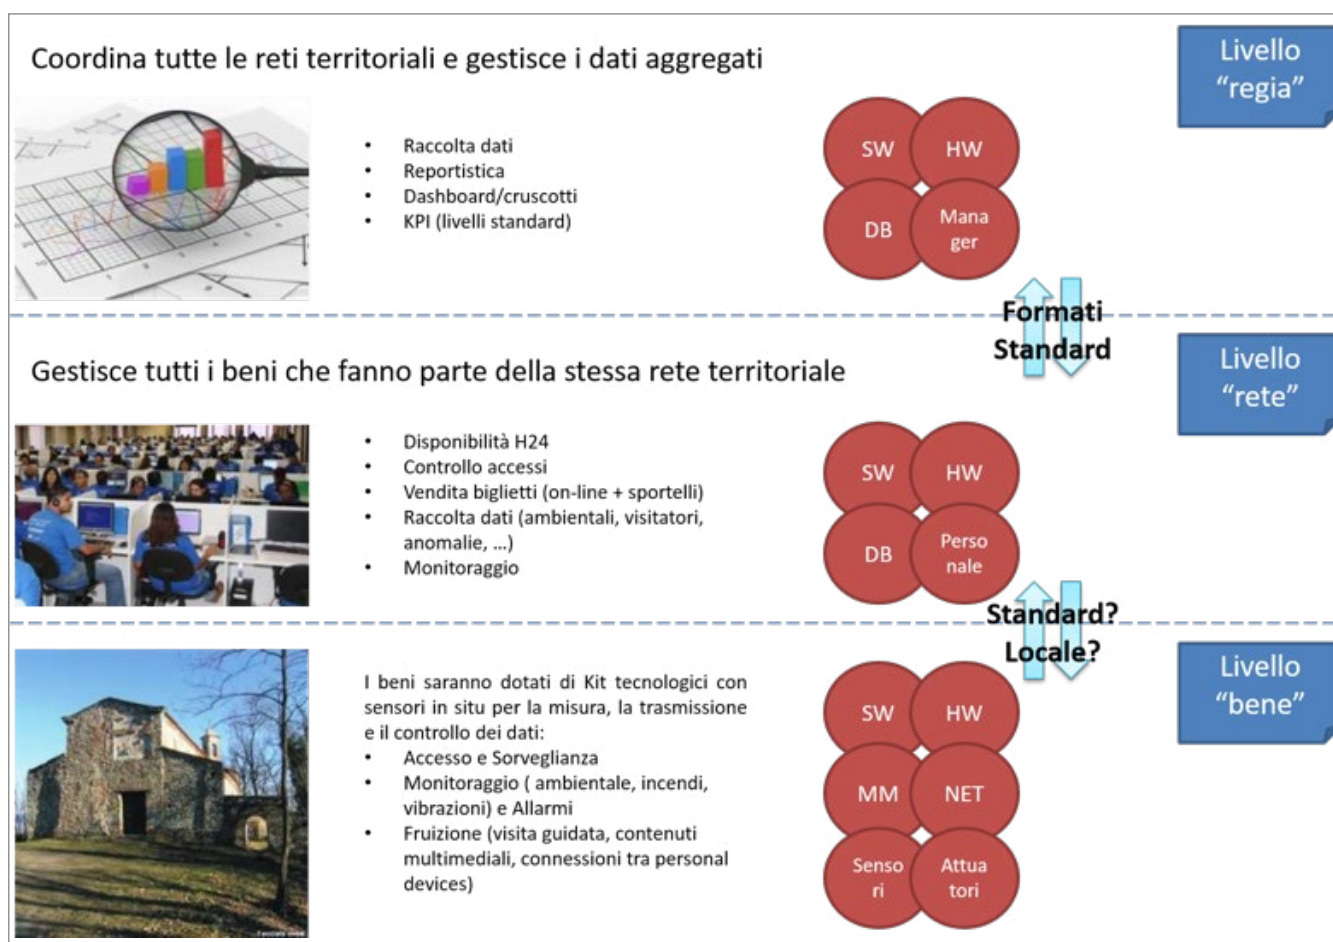 Coordina tutte le reti territoriali e gestisce i dati aggregati
Livello
“regia”
• Raccolta dati
• Reportistica
• Dashboard/cruscotti
• KPI (livelli standard)
SW HW
DB Mana
ger
Formati
Standard
Gestisce tutti i beni che fanno parte della stessa rete territoriale
Livello
“rete”
• Disponibilità H24
• Controllo accessi
• Vendita biglietti (on-line + sportelli)
• Raccolta dati (ambientali, visitatori,
anomalie, …)
• Monitoraggio
SW HW
DB Perso
nale
Standard?
Locale?
Livello
“bene”
I beni saranno dotati di Kit tecnologici con
sensori in situ per la misura, la trasmissione
e il controllo dei dati:
• Accesso e Sorveglianza
• Monitoraggio ( ambientale, incendi,
vibrazioni) e Allarmi
• Fruizione (visita guidata, contenuti
multimediali, connessioni tra personal
devices)
SW HW
MM NET
Senso
ri
Attua
tori